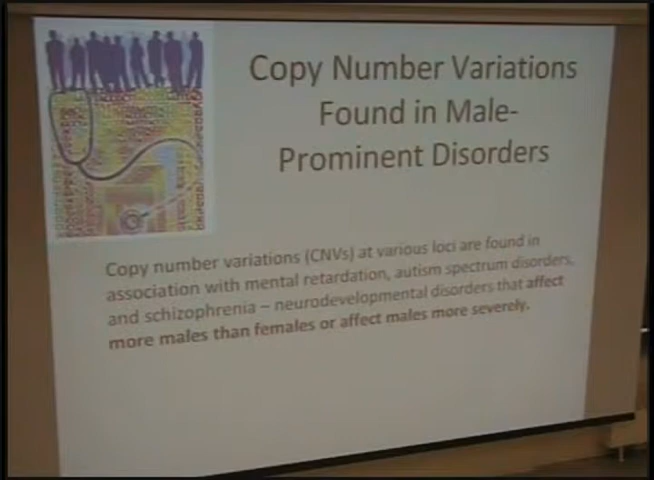 Copy Number Variations
Found in Male-
Prominent Disorders
Copy number variations (CNVs) at various loci are found in
association with mental retardation, autism spectrum disorders,
and schizophrenia – neurodevelopmental disorders that affect
more males than females or affect males more severely.